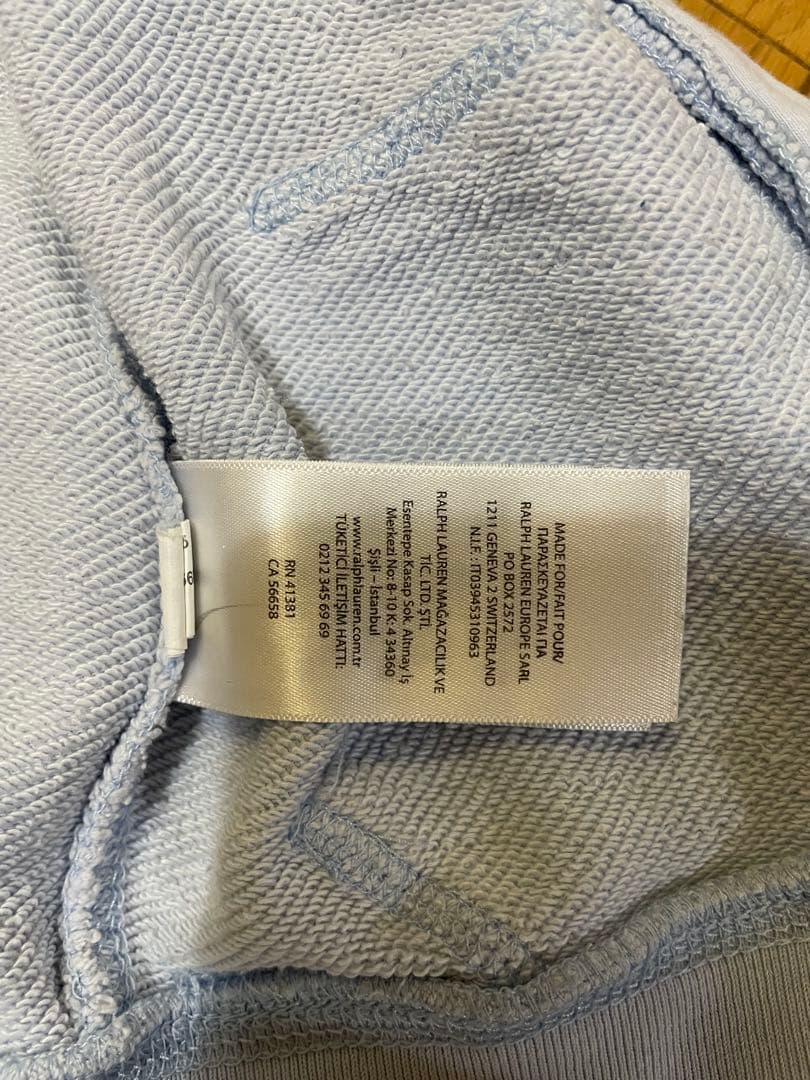 MADE FOR/FAIT POUR/
ΠΑΡΑΣΚΕΥΑΖΕΤΑΙ ΓΙΑ
RALPH LAUREN EUROPE SARL
PO BOX 2572
1211 GENEVA 2 SWITZERLAND
N.I.F. : IT03945310963
RALPH LAUREN MAĞAZACILIK VE
TİC. LTD ŞTİ.
Esentepe Kasap Sok. Altınay İş
Merkezi No: 8-10 K: 4 34360
Şişli – İstanbul
www.ralphlauren.com.tr
TÜKETİCİ İLETİŞİM HATTI:
0212 345 69 69
RN 41381
CA 56658